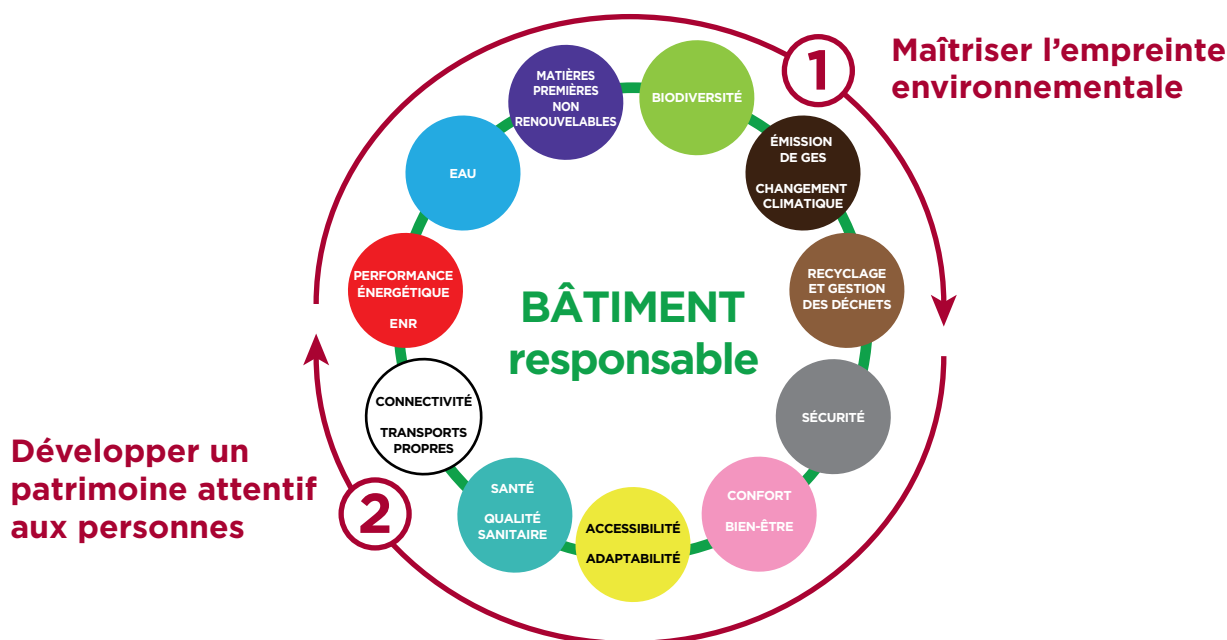 1
Maîtriser l’empreinte
environnementale
MATIÈRES
PREMIÈRES
NON
RENOUVELABLES
BIODIVERSITÉ
ÉMISSION
DE GES
CHANGEMENT
CLIMATIQUE
EAU
RECYCLAGE
ET GESTION
DES DÉCHETS
PERFORMANCE
ÉNERGÉTIQUE
ENR
BÂTIMENT
responsable
SÉCURITÉ
CONNECTIVITÉ
TRANSPORTS
PROPRES
CONFORT
BIEN-ÊTRE
SANTÉ
QUALITÉ
SANITAIRE
ACCESSIBILITÉ
ADAPTABILITÉ
2
Développer un
patrimoine attentif
aux personnes